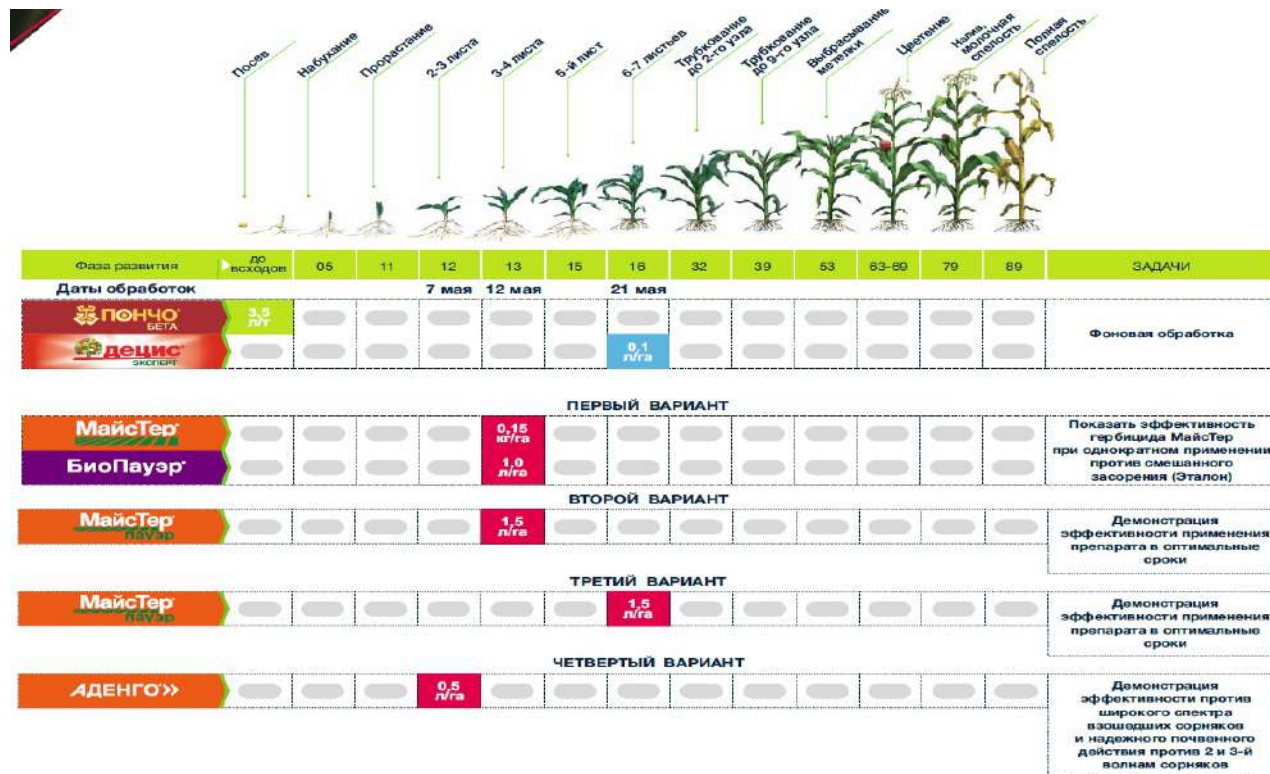 Посев
Набухание
Прорастание
2-3 листа
3-4 листа
5-й лист
6-7 листьев
Трубкование
до 2-го узла
Трубкование
до 9-го узла
Выбрасывание
метелки
Цветение
Налив,
молочная
спелость
Полная
спелость
Фаза развития до всходов 05 11 12 13 15 16 32 39 53 63-69 79 89 ЗАДАЧИ
Даты обработок 7 мая 12 мая 21 мая
ПОНЧО БЕТА 3,5 л/т
децис ЭКСПЕРТ 0,1 л/га
Фоновая обработка
ПЕРВЫЙ ВАРИАНТ
МайсТер 0,15 кг/га
БиоПауэр 1,0 л/га
Показать эффективность
гербицида МайсТер
при однократном применении
против смешанного
засорения (Эталон)
ВТОРОЙ ВАРИАНТ
МайсТер пауэр 1,5 л/га
Демонстрация
эффективности применения
препарата в оптимальные
сроки
ТРЕТИЙ ВАРИАНТ
МайсТер пауэр 1,5 л/га
Демонстрация
эффективности применения
препарата в оптимальные
сроки
ЧЕТВЕРТЫЙ ВАРИАНТ
АДЕНГО 0,5 л/га
Демонстрация
эффективности против
широкого спектра
взошедших сорняков
и надежного почвенного
действия против 2 и 3-й
волнам сорняков